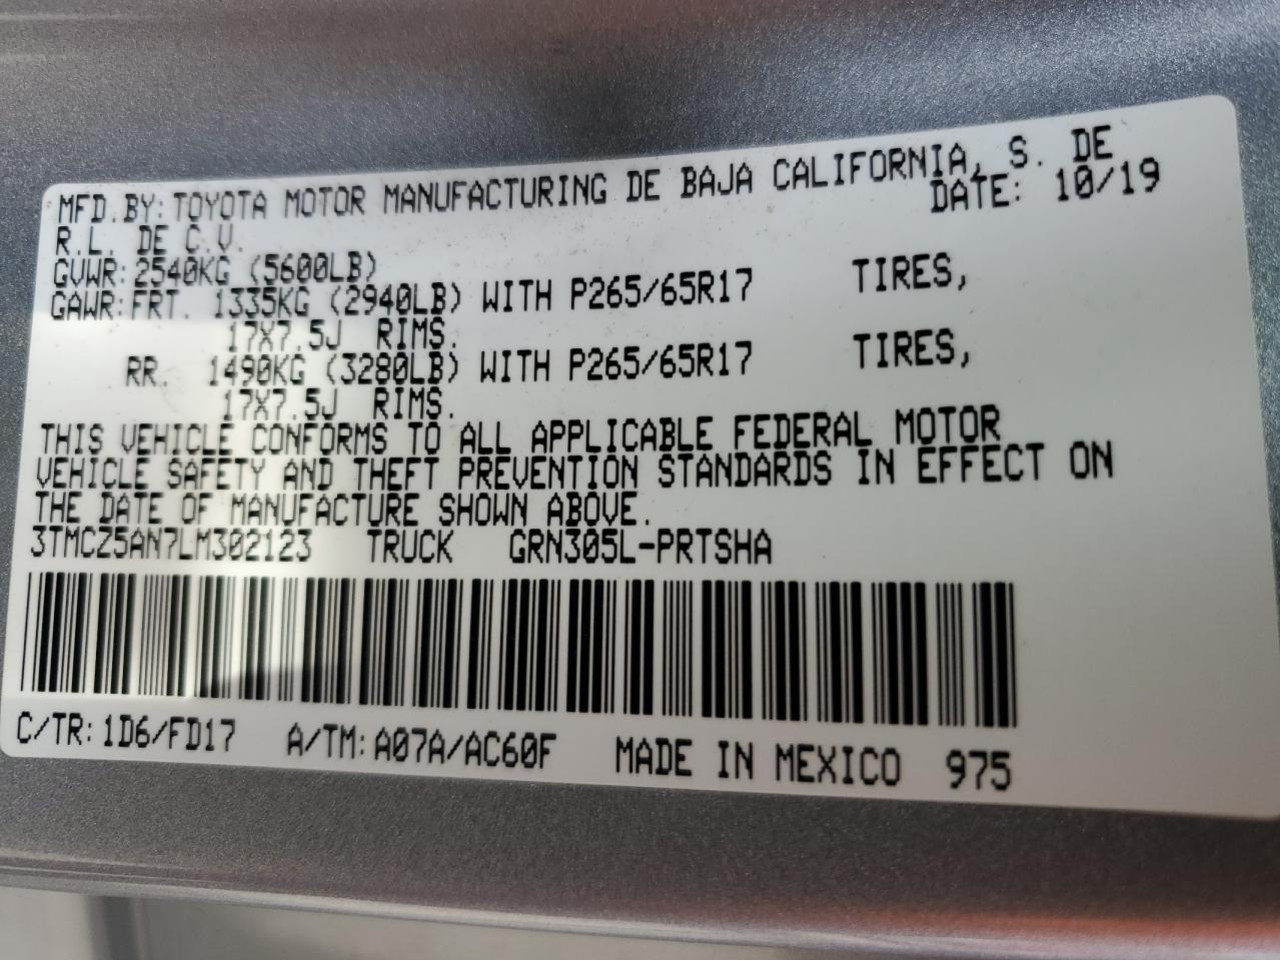 MFD.BY:TOYOTA MOTOR MANUFACTURING DE BAJA CALIFORNIA, S. DE
R.L. DE C.V. DATE: 10/19
GVWR:2540KG (5600LB)
GAWR:FRT. 1335KG (2940LB) WITH P265/65R17 TIRES,
17X7.5J RIMS.
RR. 1490KG (3280LB) WITH P265/65R17 TIRES,
17X7.5J RIMS.
THIS VEHICLE CONFORMS TO ALL APPLICABLE FEDERAL MOTOR
VEHICLE SAFETY AND THEFT PREVENTION STANDARDS IN EFFECT ON
THE DATE OF MANUFACTURE SHOWN ABOVE.
3TMCZ5AN7LM302123 TRUCK GRN305L-PRTSHA
C/TR:1D6/FD17 A/TM:A07A/AC60F MADE IN MEXICO 975